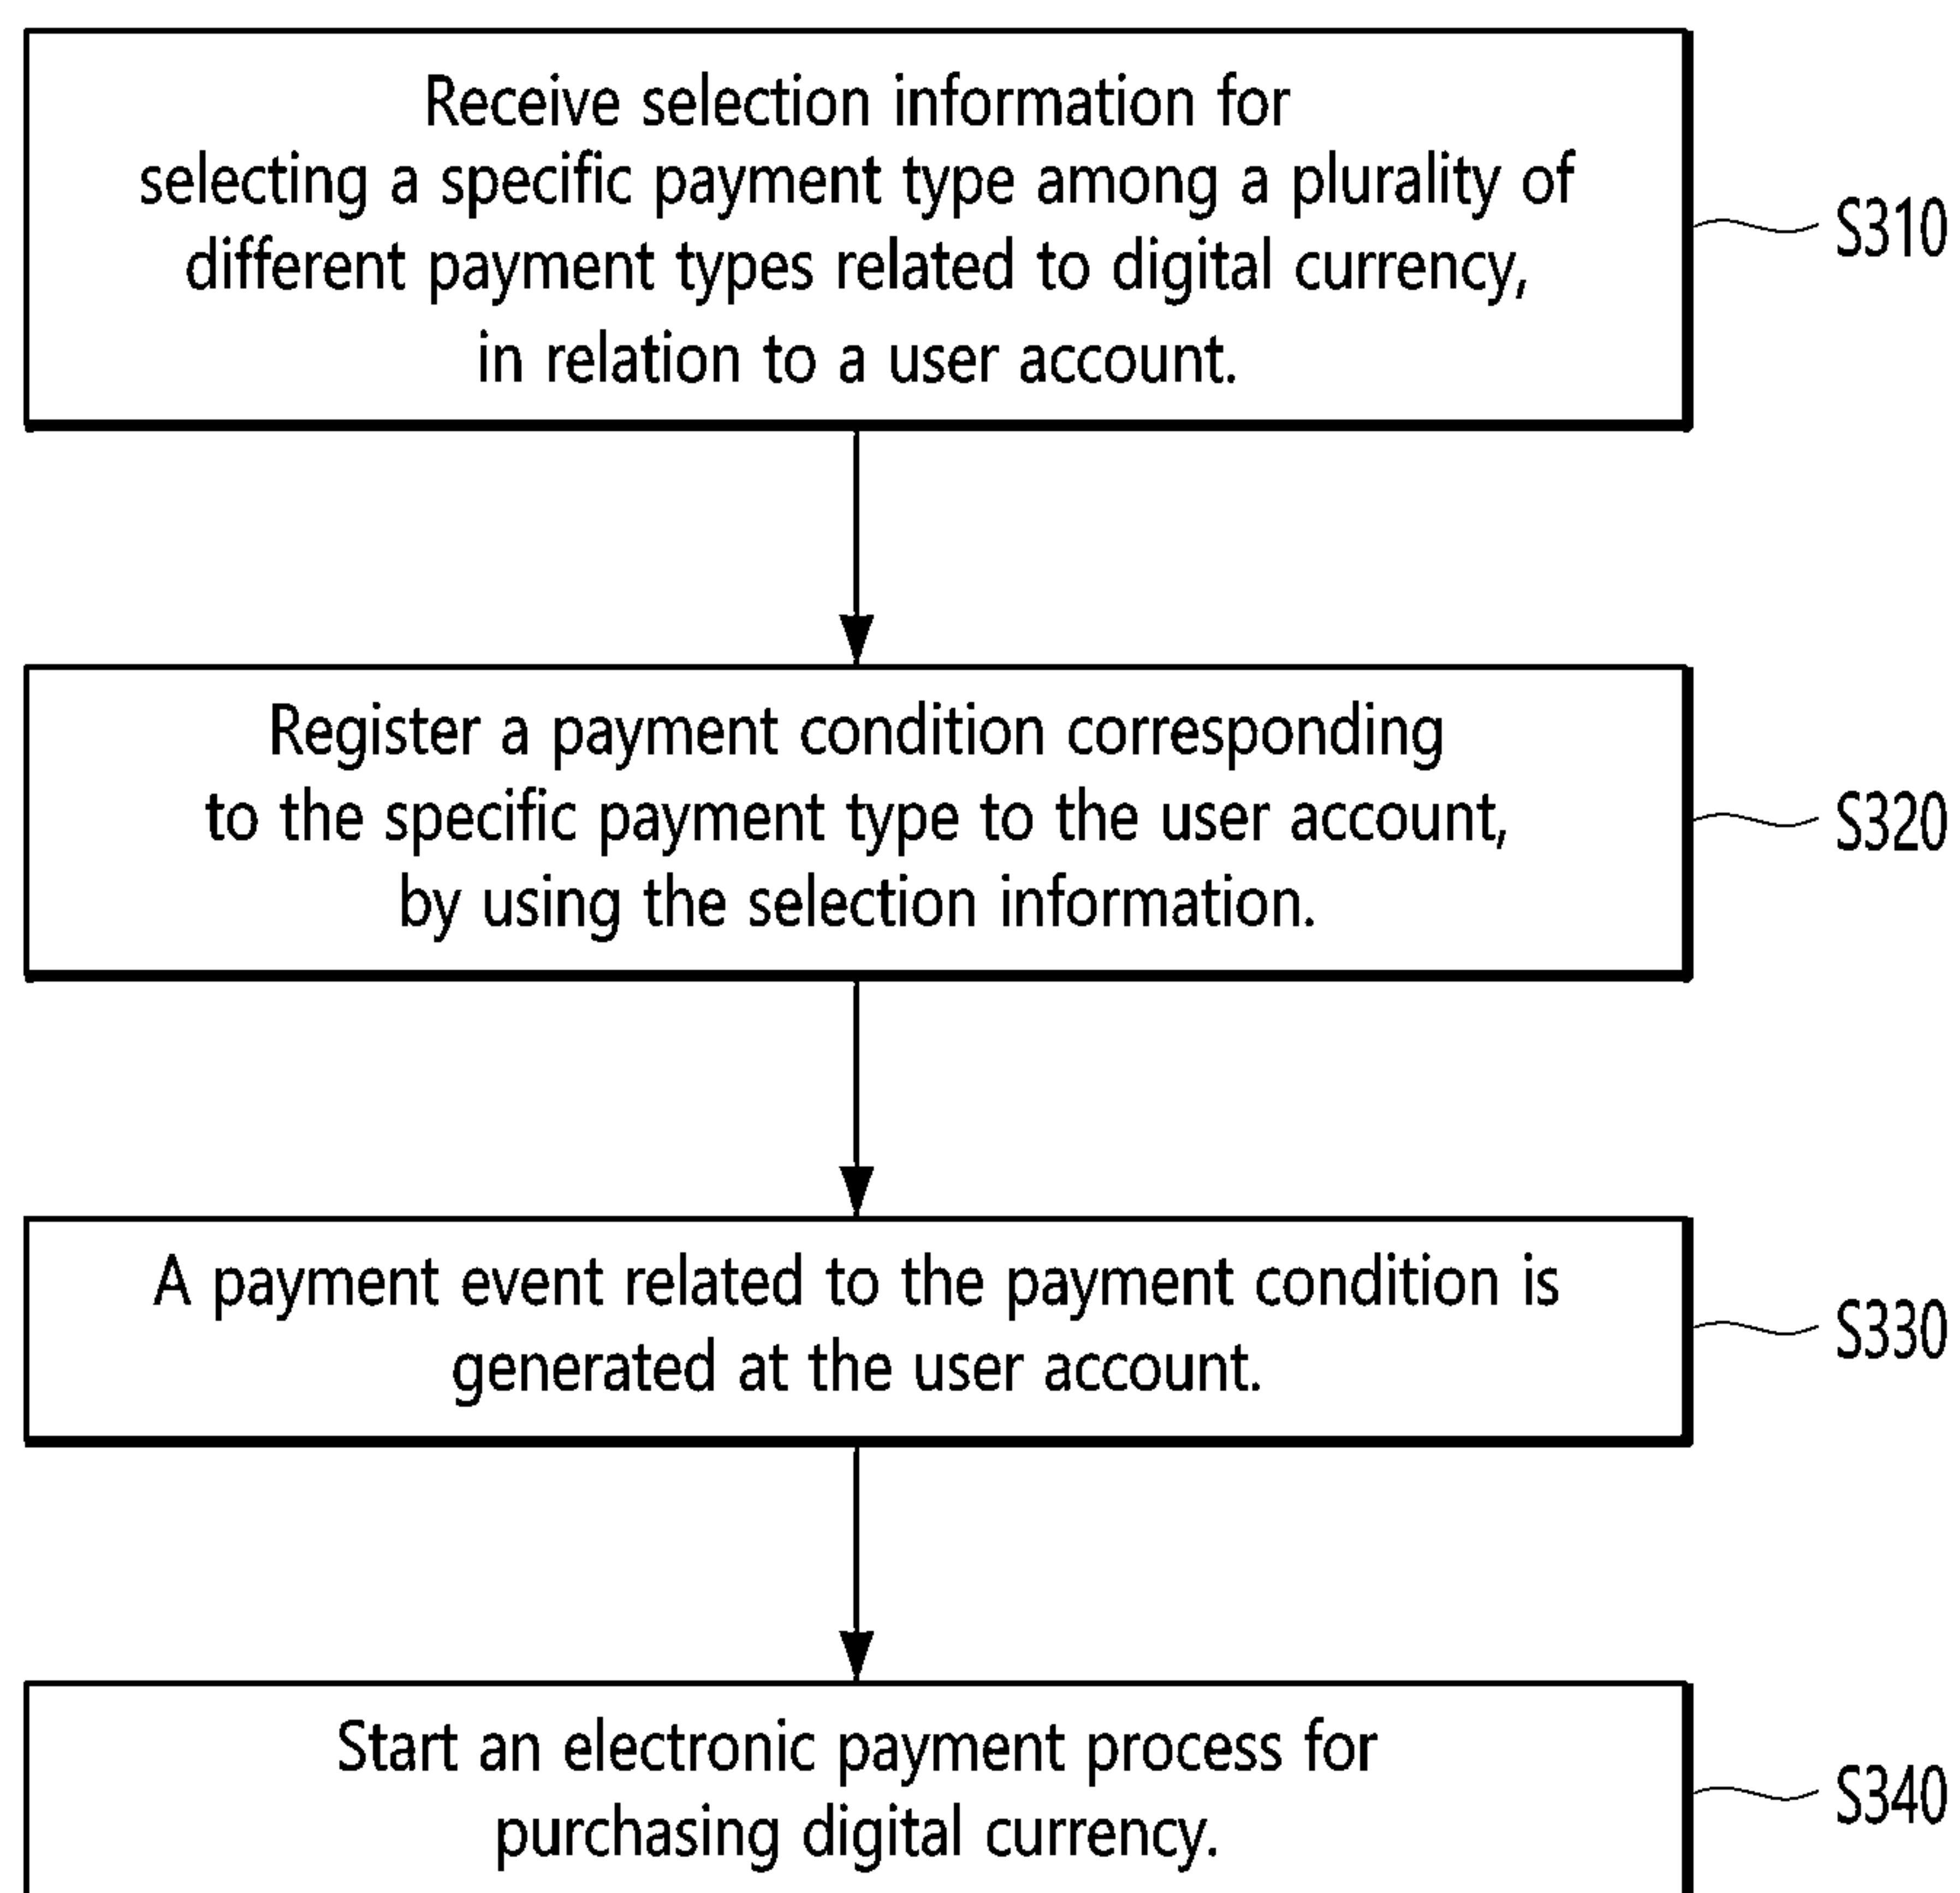 Receive selection information for
selecting a specific payment type among a plurality of
different payment types related to digital currency,
in relation to a user account.
S310
Register a payment condition corresponding
to the specific payment type to the user account,
by using the selection information.
S320
A payment event related to the payment condition is
generated at the user account.
S330
Start an electronic payment process for
purchasing digital currency.
S340